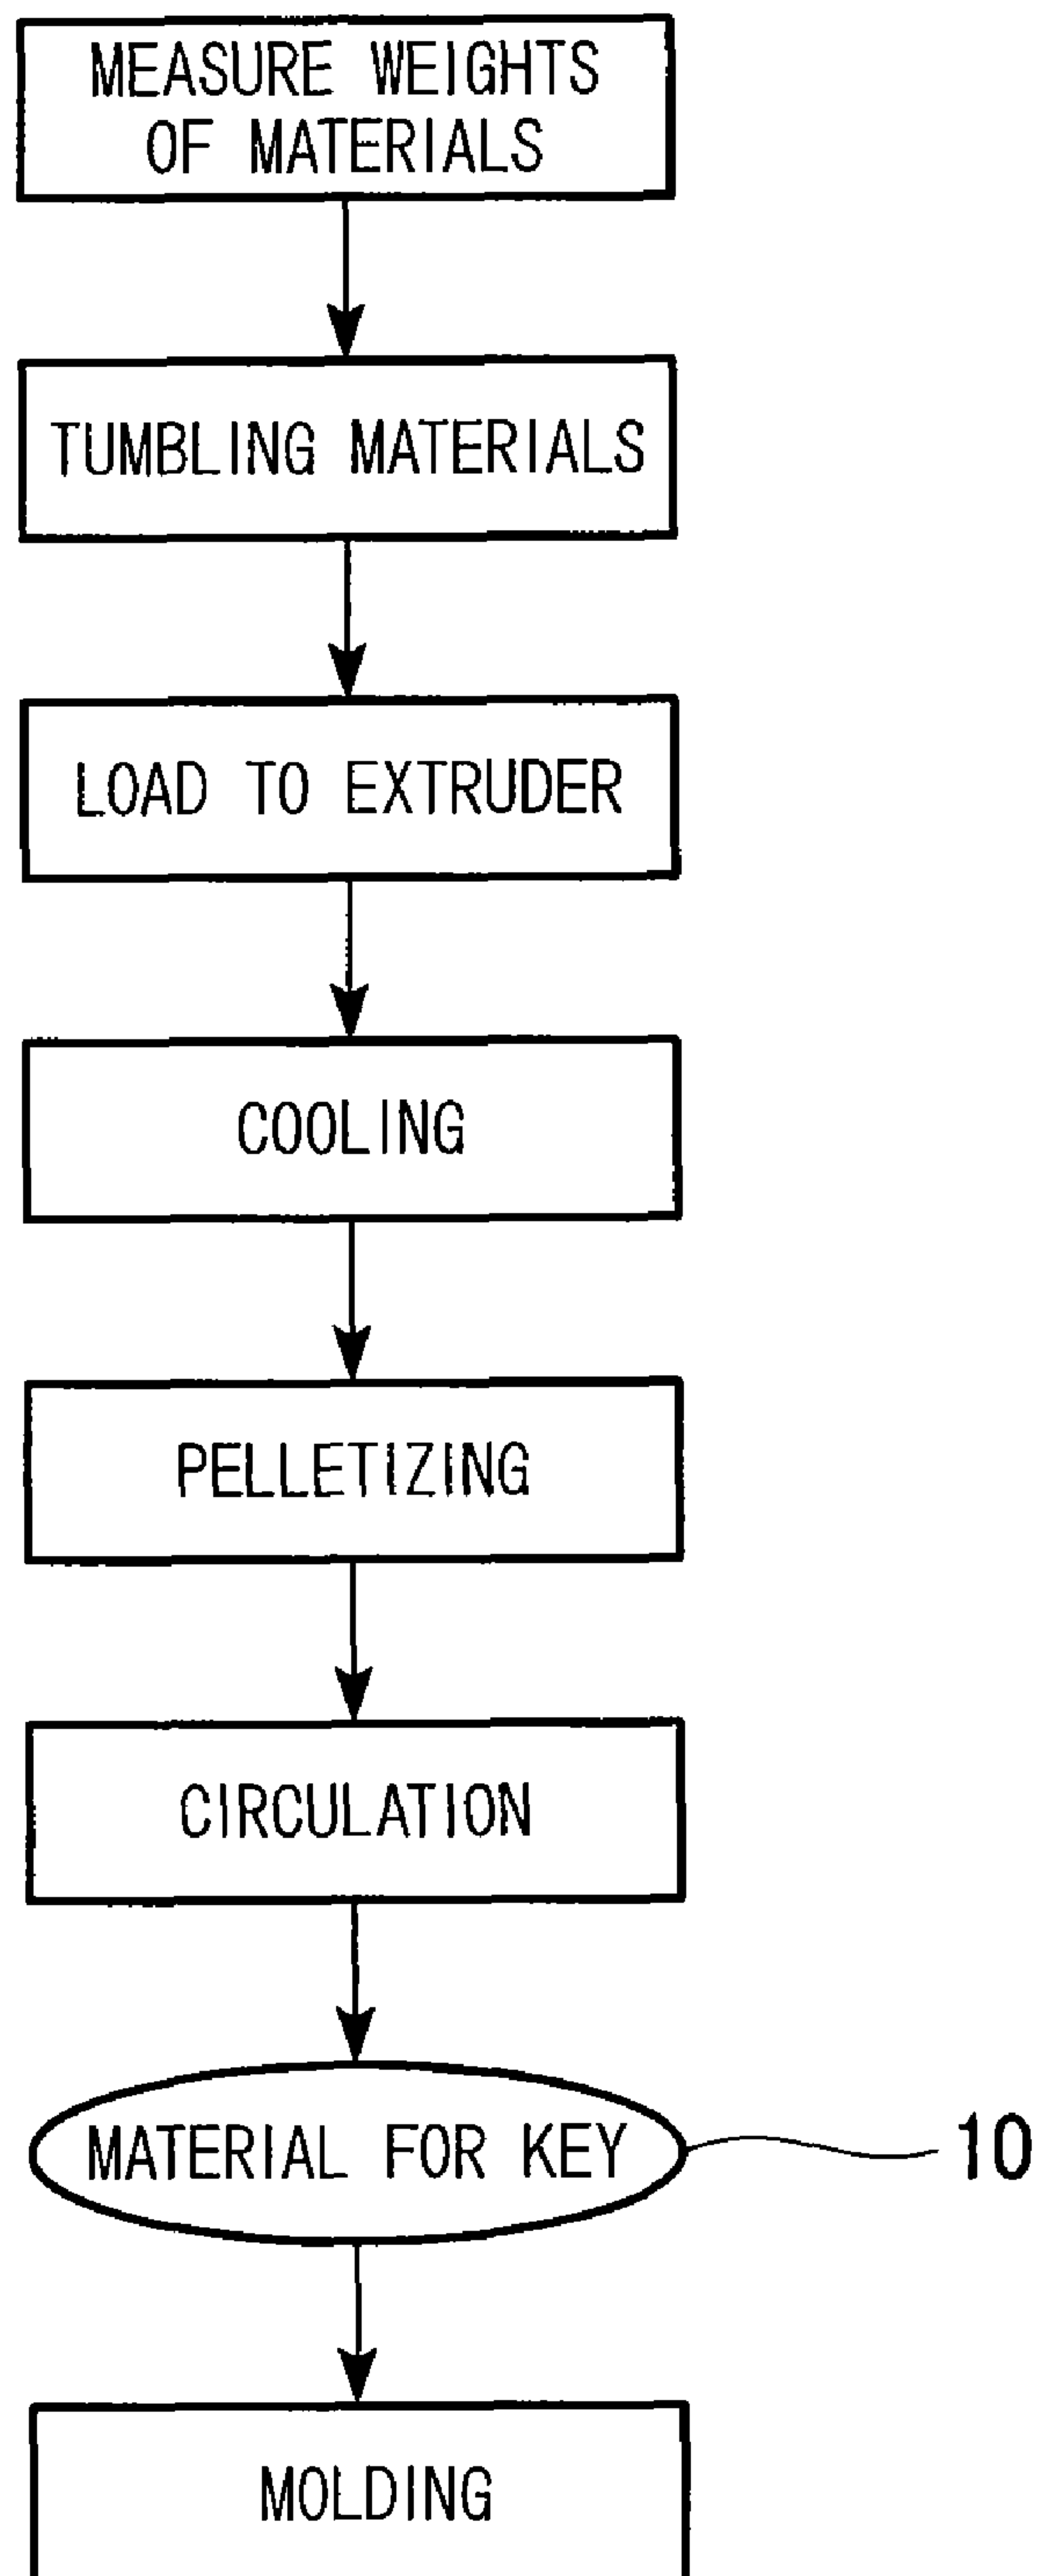 MEASURE WEIGHTS
OF MATERIALS
TUMBLING MATERIALS
LOAD TO EXTRUDER
COOLING
PELLETIZING
CIRCULATION
MATERIAL FOR KEY
10
MOLDING